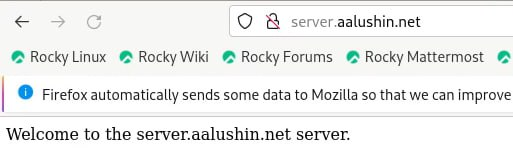 server.aalushin.net
Rocky Linux Rocky Wiki Rocky Forums Rocky Mattermost
Firefox automatically sends some data to Mozilla so that we can improve
Welcome to the server.aalushin.net server.